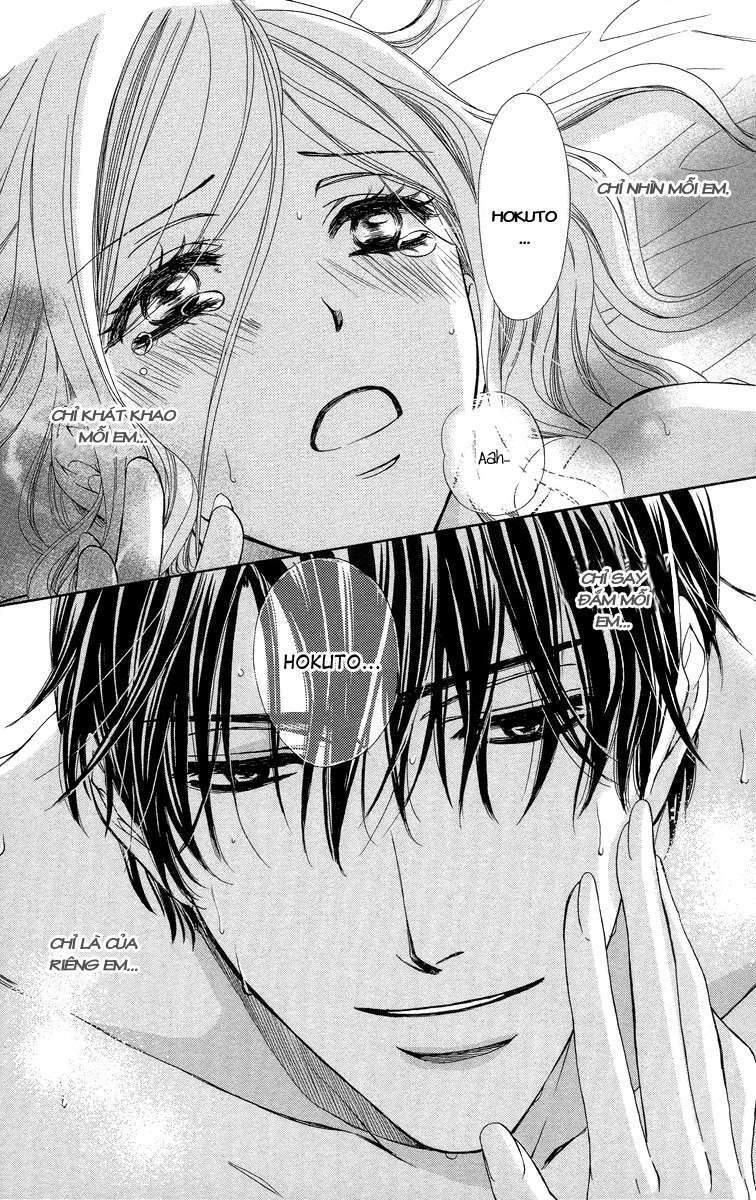 CHỈ NHÌN MỖI EM.
HOKUTO
...
CHỈ KHÁT KHAO
MỖI EM...
Aah-
CHỈ SAY
ĐẮM MỖI
EM...
HOKUTO...
CHỈ LÀ CỦA
RIÊNG EM...